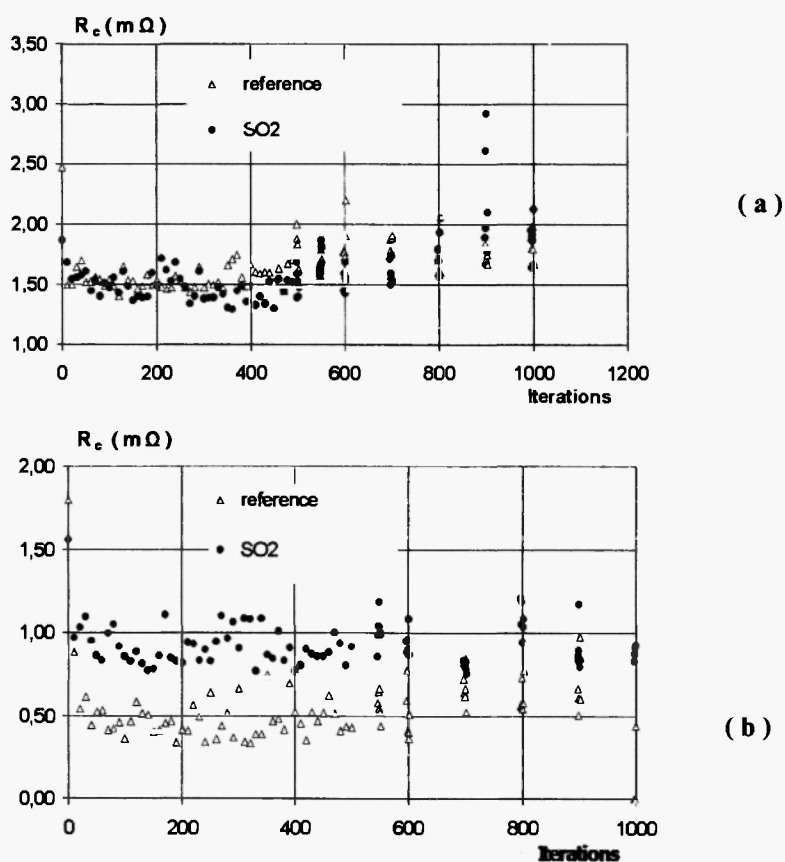 R_c (mΩ)
3,50
3,00
2,50
2,00
1,50
1,00
reference
SO2
0 200 400 600 800 1000 1200
Iterations
(a)
R_c (mΩ)
2,00
1,50
1,00
0,50
0,00
reference
SO2
0 200 400 600 800 1000
Iterations
(b)